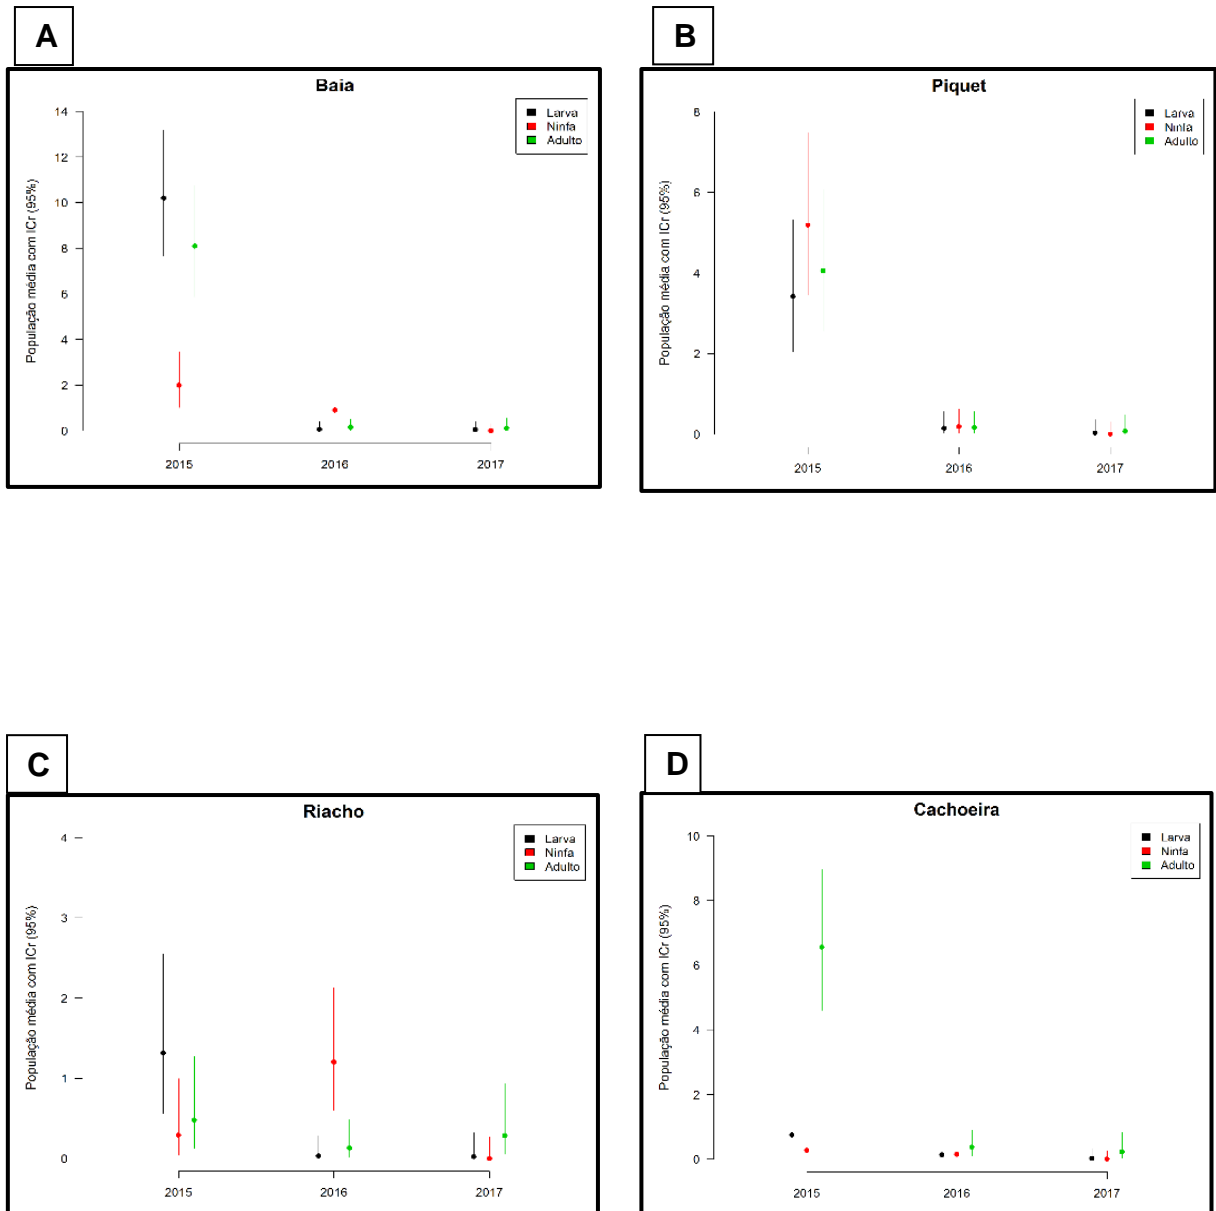 A
Baia
População média com ICr (95%)
14
12
10
8
6
4
2
0
2015
2016
2017
Larva
Ninfa
Adulto
B
Piquet
População média com ICr (95%)
8
6
4
2
0
2015
2016
2017
Larva
Ninfa
Adulto
C
Riacho
População média com ICr (95%)
4
3
2
1
0
2015
2016
2017
Larva
Ninfa
Adulto
D
Cachoeira
População média com ICr (95%)
10
8
6
4
2
0
2015
2016
2017
Larva
Ninfa
Adulto